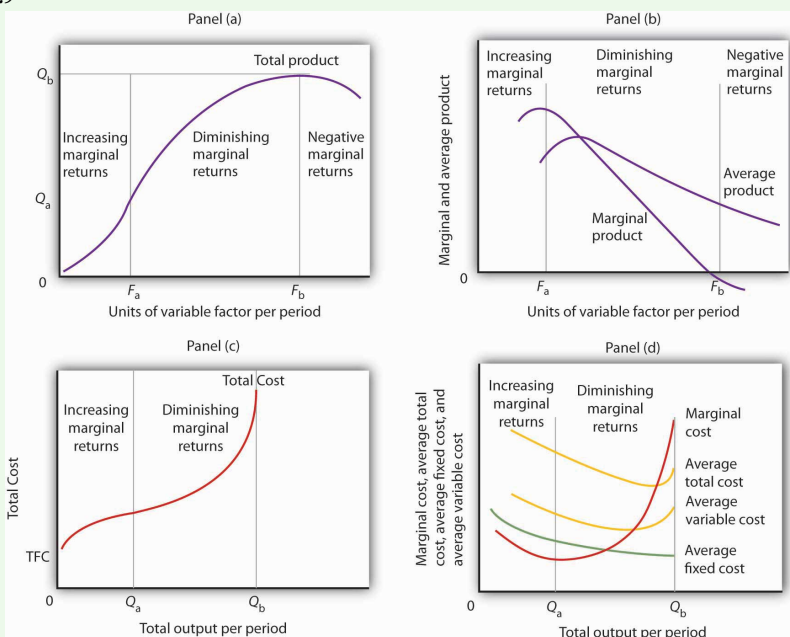 Panel (a)
Total product
Q_b
Increasing
marginal
returns
Diminishing
marginal
returns
Negative
marginal
returns
Q_a
0
F_a
F_b
Units of variable factor per period
Panel (b)
Marginal and average product
Increasing
marginal
returns
Diminishing
marginal
returns
Negative
marginal
returns
Average
product
Marginal
product
0
F_a
F_b
Units of variable factor per period
Panel (c)
Total Cost
Total Cost
Increasing
marginal
returns
Diminishing
marginal
returns
TFC
0
Q_a
Q_b
Total output per period
Panel (d)
Marginal cost, average total
cost, average fixed cost, and
average variable cost
Increasing
marginal
returns
Diminishing
marginal
returns
Marginal
cost
Average
total cost
Average
variable cost
Average
fixed cost
0
Q_a
Q_b
Total output per period